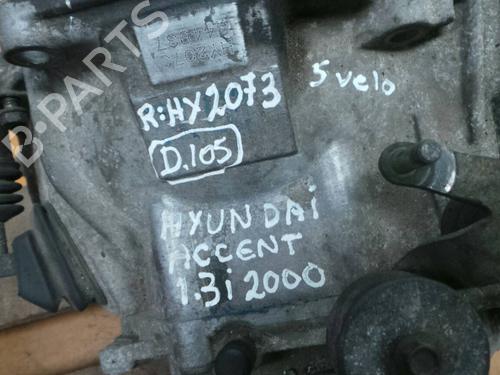 R:HY2073
5 velo
D.105
HYUNDAi
ACCENT
1.3i 2000
B-PARTS